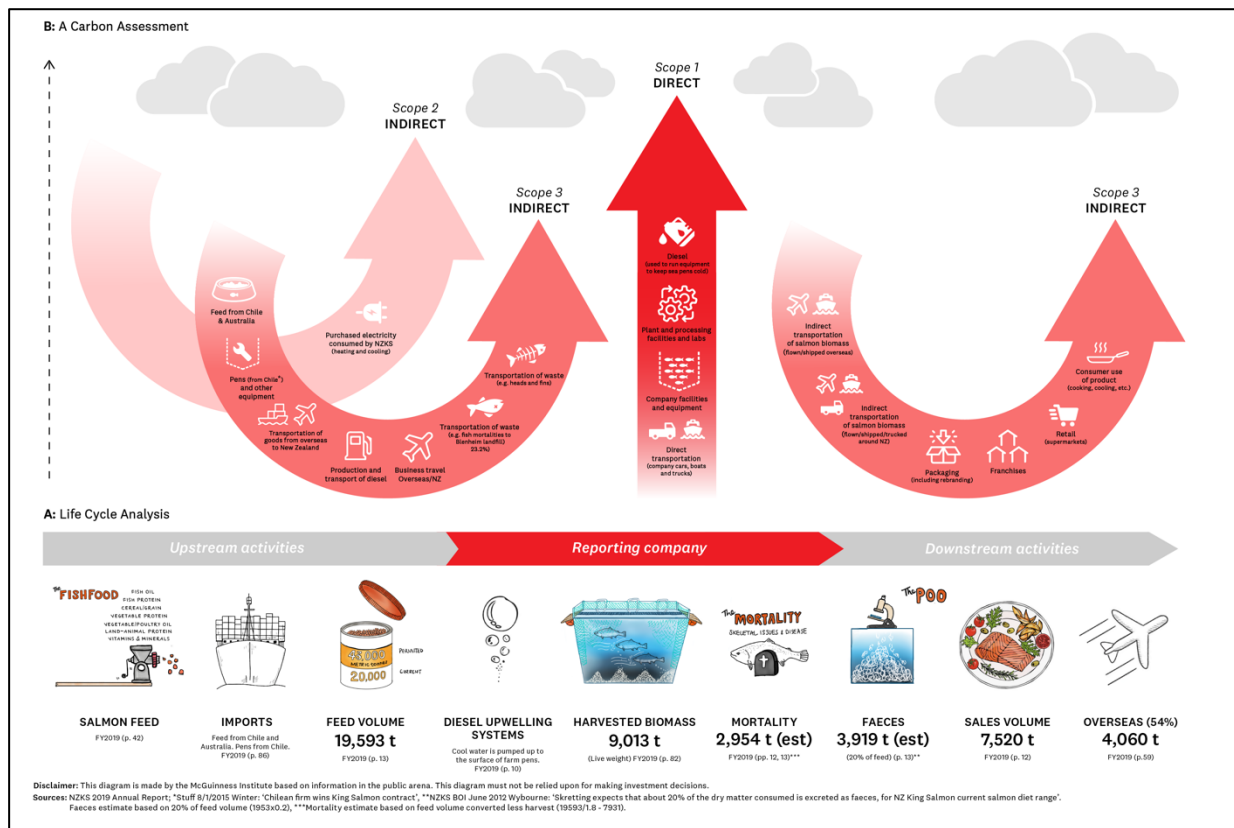 B: A Carbon Assessment
Scope 1
DIRECT
Scope 2
INDIRECT
Scope 3
INDIRECT
Scope 3
INDIRECT
Feed from Chile
& Australia
Pens (from Chile*)
and other
equipment
Transportation of
goods from overseas
to New Zealand
Production and
transport of diesel
Business travel
Overseas/NZ
Transportation of waste
(e.g. fish mortalities to
Blenheim landfill)
23.2%)
Transportation of waste
(e.g. heads and fins)
Purchased electricity
consumed by NZKS
(heating and cooling)
Diesel
(used to run equipment
to keep sea pens cold)
Plant and processing
facilities and labs
Company facilities
and equipment
Direct
transportation
(company cars, boats
and trucks)
Indirect
transportation
of salmon biomass
(flown/shipped overseas)
Indirect
transportation
of salmon biomass
(flown/shipped/trucked
around NZ)
Packaging
(including rebranding)
Franchises
Retail
(supermarkets)
Consumer use
of product
(cooking, cooling, etc.)
A: Life Cycle Analysis
Upstream activities
Reporting company
Downstream activities
The FISHFOOD
FISH OIL
FISH PROTEIN
CEREAL/GRAIN
VEGETABLE PROTEIN
VEGETABLE/POULTRY OIL
LAND-ANIMAL PROTEIN
VITAMINS & MINERALS
45,000
METRIC TONNES
20,000
PERMITTED
CURRENT
The MORTALITY
SKELETAL ISSUES & DISEASE
The POO
SALMON FEED
FY2019 (p. 42)
IMPORTS
Feed from Chile and
Australia. Pens from Chile.
FY2019 (p. 86)
FEED VOLUME
19,593 t
FY2019 (p. 13)
DIESEL UPWELLING
SYSTEMS
Cool water is pumped up to
the surface of farm pens.
FY2019 (p. 10)
HARVESTED BIOMASS
9,013 t
(Live weight) FY2019 (p. 82)
MORTALITY
2,954 t (est)
FY2019 (pp. 12, 13)***
FAECES
3,919 t (est)
(20% of feed) (p. 13)**
SALES VOLUME
7,520 t
FY2019 (p. 12)
OVERSEAS (54%)
4,060 t
FY2019 (p.59)
Disclaimer: This diagram is made by the McGuinness Institute based on information in the public arena. This diagram must not be relied upon for making investment decisions.
Sources: NZKS 2019 Annual Report; *Stuff 8/1/2015 Winter: ‘Chilean firm wins King Salmon contract’, **NZKS BOI June 2012 Wybourne: ‘Skretting expects that about 20% of the dry matter consumed is excreted as faeces, for NZ King Salmon current salmon diet range’.
Faeces estimate based on 20% of feed volume (1953x0.2), ***Mortality estimate based on feed volume converted less harvest (19593/1.8 - 7931).